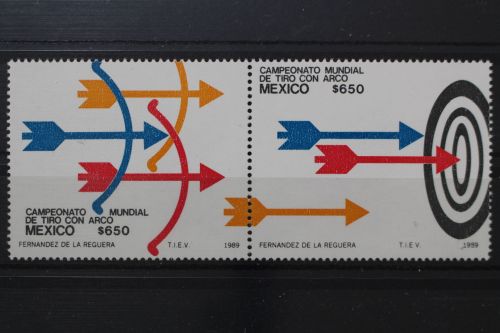 CAMPEONATO MUNDIAL
DE TIRO CON ARCO
MEXICO $650
FERNANDEZ DE LA REGUERA T.I.E.V. 1989
CAMPEONATO MUNDIAL
DE TIRO CON ARCO
MEXICO $650
FERNANDEZ DE LA REGUERA T.I.E.V. 1989